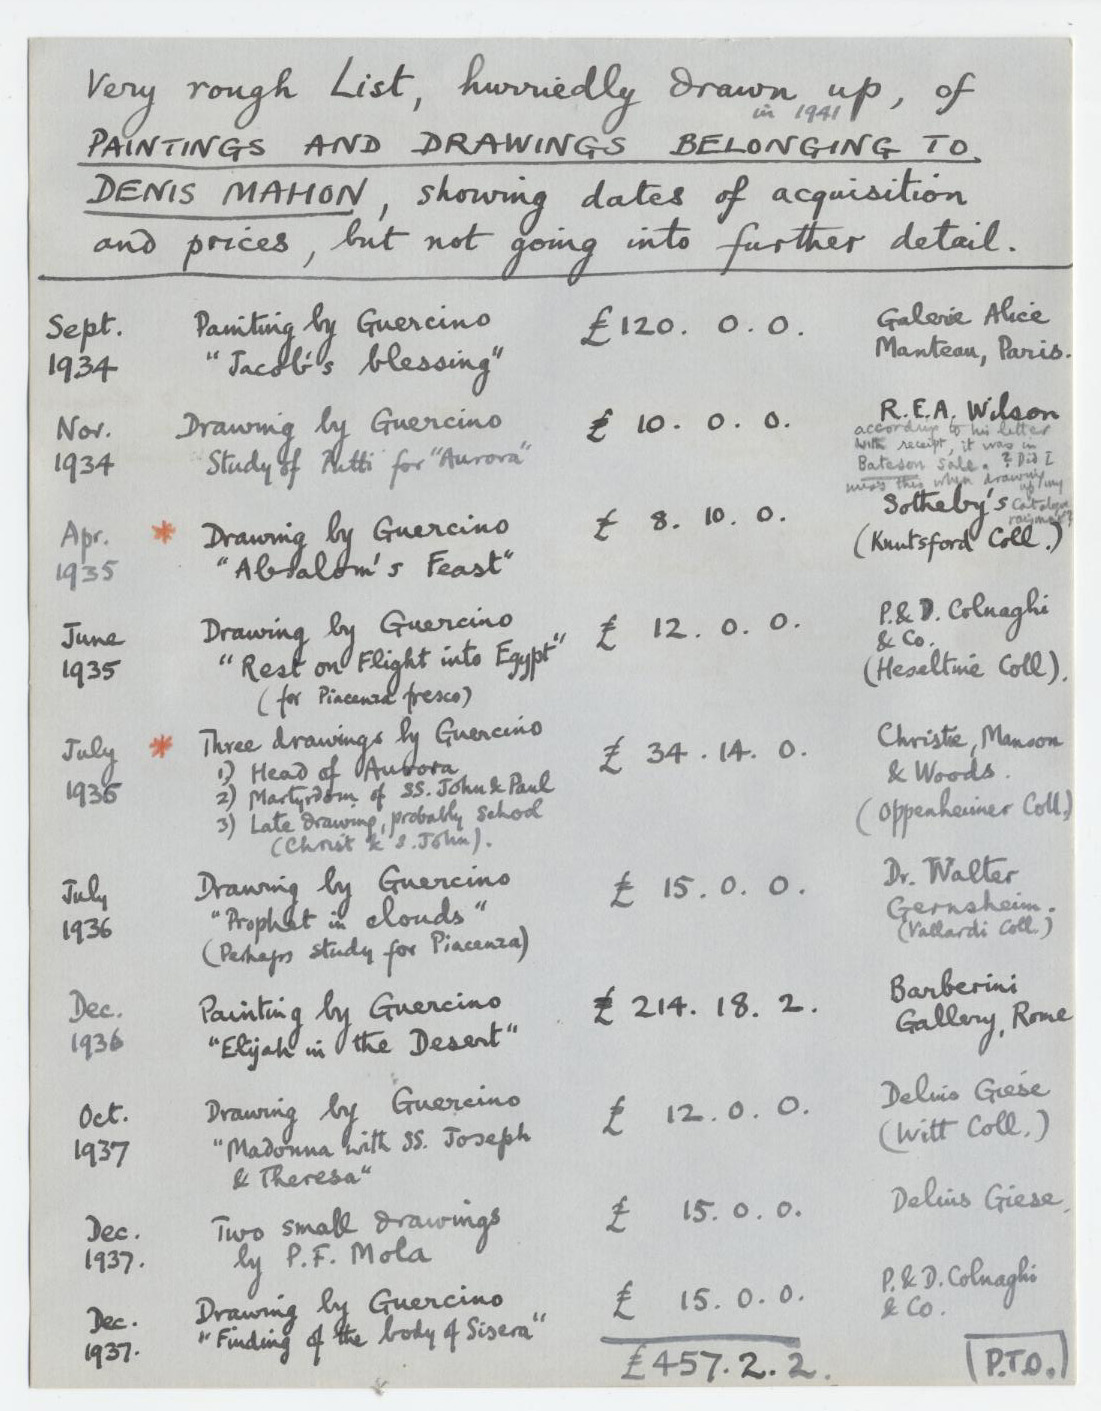 Very rough List, hurriedly drawn up, of
in 1941
PAINTINGS AND DRAWINGS BELONGING TO
DENIS MAHON, showing dates of acquisition
and prices, but not going into further detail.
Sept. 1934 Painting by Guercino £120. 0. 0. Galerie Alice
"Jacob's blessing" Manteau, Paris.
Nov. 1934 Drawing by Guercino £ 10. 0. 0. R.E.A. Wilson
Study of Putti for "Aurora"
according to his letter
with receipt, it was in
Bateson Sale. ? Did I
miss this when drawing
up my
Catalogue
raisonné?
Apr. 1935 * Drawing by Guercino £ 8. 10. 0. Sotheby's
"Absalom's Feast" (Knutsford Coll.)
June 1935 Drawing by Guercino £ 12. 0. 0. P. & D. Colnaghi
& Co.
"Rest on Flight into Egypt" (Heseltine Coll).
(for Piacenza fresco)
July 1936 * Three drawings by Guercino £ 34. 14. 0. Christie, Manson
1) Head of Aurora & Woods.
2) Martyrdom of SS. John & Paul
3) Late drawing, probably School (Oppenheimer Coll.)
(Christ & S. John).
July 1936 Drawing by Guercino £ 15. 0. 0. Dr. Walter
"Prophet in clouds" Gernsheim.
(Perhaps study for Piacenza) (Vallardi Coll.)
Dec. 1936 Painting by Guercino £ 214. 18. 2. Barberini
"Elijah in the Desert" Gallery, Rome
Oct. 1937 Drawing by Guercino £ 12. 0. 0. Delius Giese
"Madonna with SS. Joseph (Witt Coll.)
& Theresa"
Dec. 1937. Two small drawings £ 15. 0. 0. Delius Giese.
by P.F. Mola
Dec. 1937. Drawing by Guercino £ 15. 0. 0. P. & D. Colnaghi
"Finding of the body of Sisera" & Co.
£457. 2. 2. P.T.O.